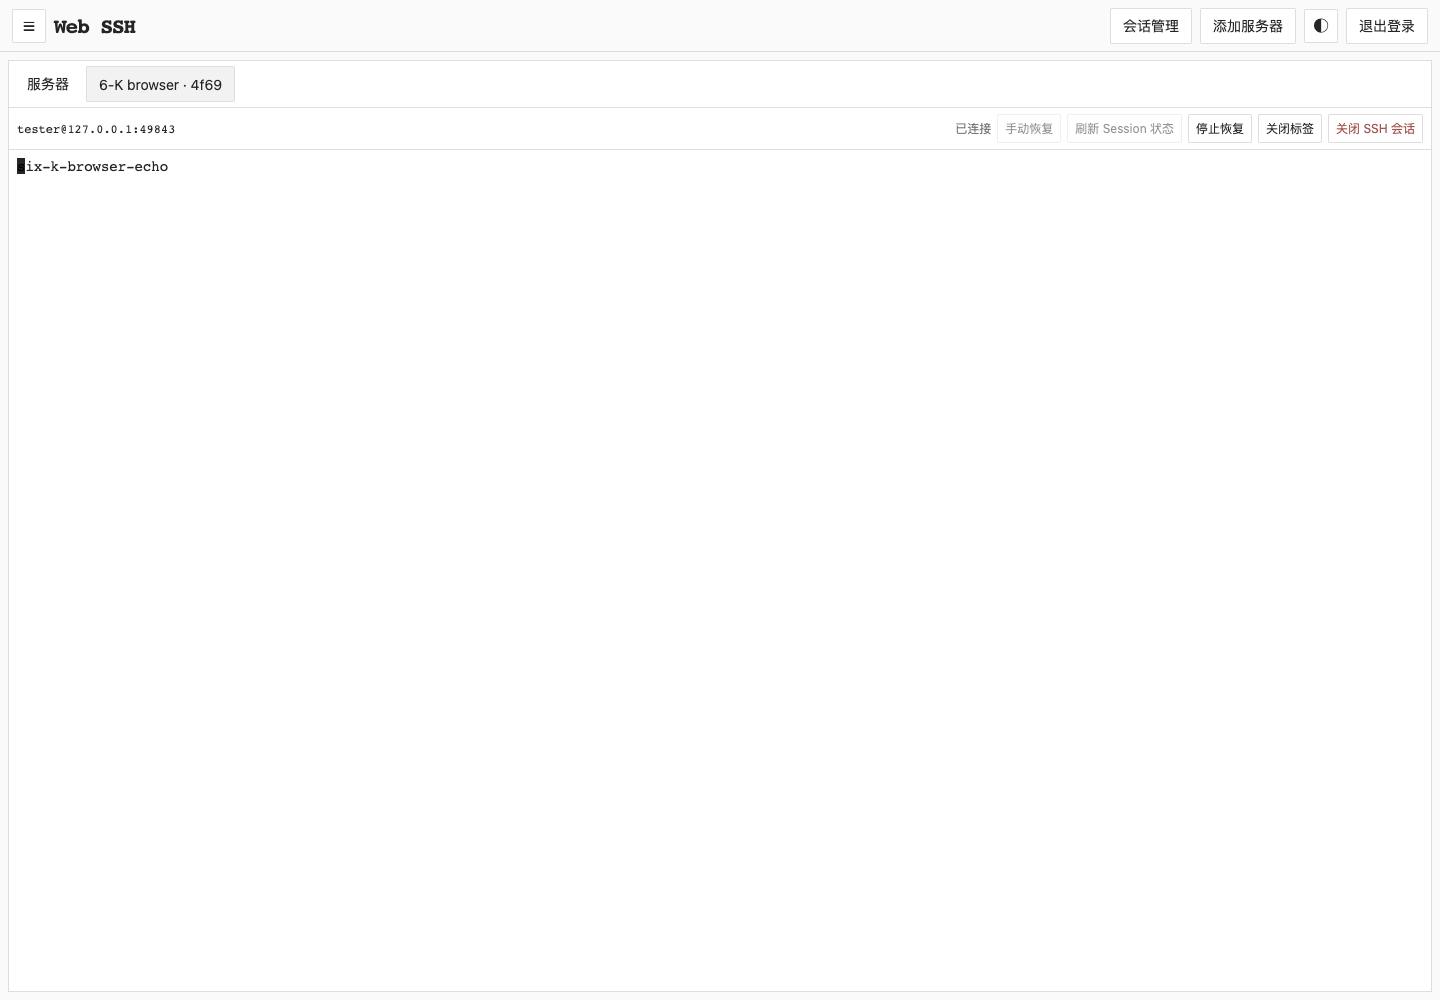 ≡ Web SSH 会话管理 添加服务器 退出登录
服务器 6-K browser · 4f69
tester@127.0.0.1:49843 已连接 手动恢复 刷新 Session 状态 停止恢复 关闭标签 关闭 SSH 会话
six-k-browser-echo